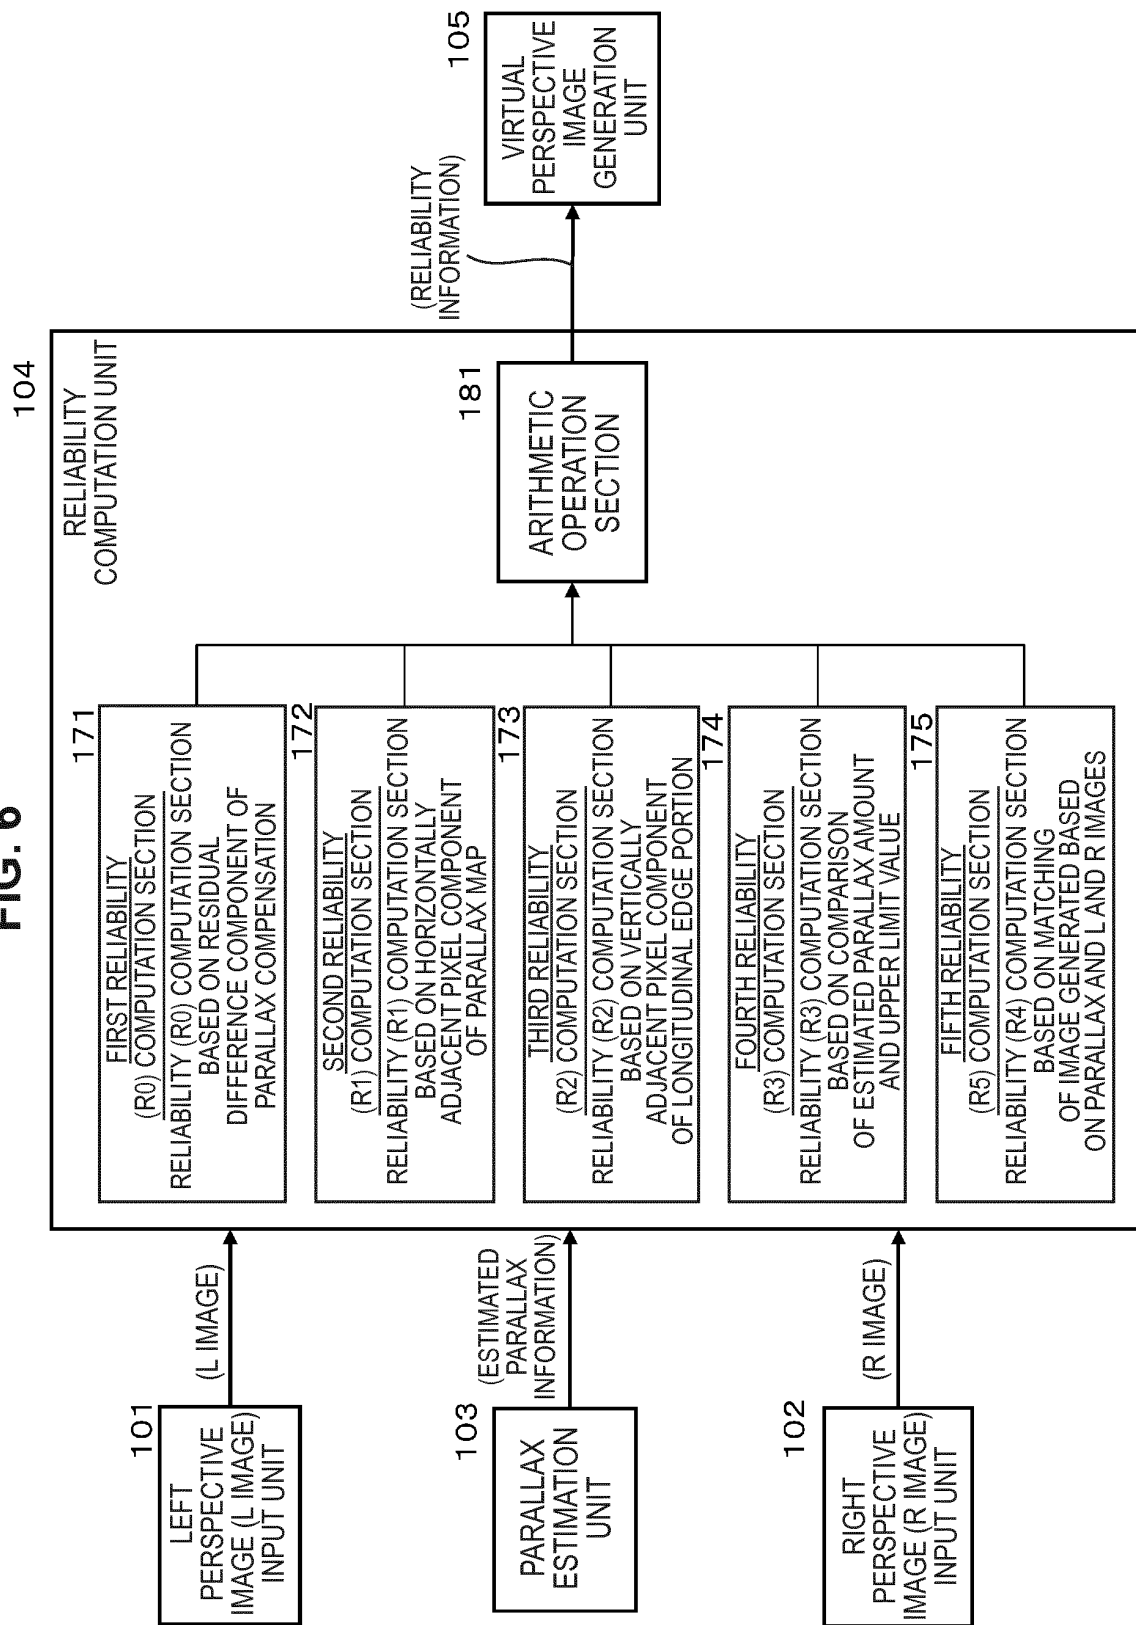 FIG. 6
104
RELIABILITY
COMPUTATION UNIT
101
LEFT
PERSPECTIVE
IMAGE (L IMAGE)
INPUT UNIT
(L IMAGE)
103
PARALLAX
ESTIMATION
UNIT
(ESTIMATED
PARALLAX
INFORMATION)
102
RIGHT
PERSPECTIVE
IMAGE (R IMAGE)
INPUT UNIT
(R IMAGE)
171
FIRST RELIABILITY
(R0) COMPUTATION SECTION
RELIABILITY (R0) COMPUTATION SECTION
BASED ON RESIDUAL
DIFFERENCE COMPONENT OF
PARALLAX COMPENSATION
172
SECOND RELIABILITY
(R1) COMPUTATION SECTION
RELIABILITY (R1) COMPUTATION SECTION
BASED ON HORIZONTALLY
ADJACENT PIXEL COMPONENT
OF PARALLAX MAP
173
THIRD RELIABILITY
(R2) COMPUTATION SECTION
RELIABILITY (R2) COMPUTATION SECTION
BASED ON VERTICALLY
ADJACENT PIXEL COMPONENT
OF LONGITUDINAL EDGE PORTION
174
FOURTH RELIABILITY
(R3) COMPUTATION SECTION
RELIABILITY (R3) COMPUTATION SECTION
BASED ON COMPARISON
OF ESTIMATED PARALLAX AMOUNT
AND UPPER LIMIT VALUE
175
FIFTH RELIABILITY
(R5) COMPUTATION SECTION
RELIABILITY (R4) COMPUTATION SECTION
BASED ON MATCHING
OF IMAGE GENERATED BASED
ON PARALLAX AND L AND R IMAGES
181
ARITHMETIC
OPERATION
SECTION
(RELIABILITY
INFORMATION)
105
VIRTUAL
PERSPECTIVE
IMAGE
GENERATION
UNIT